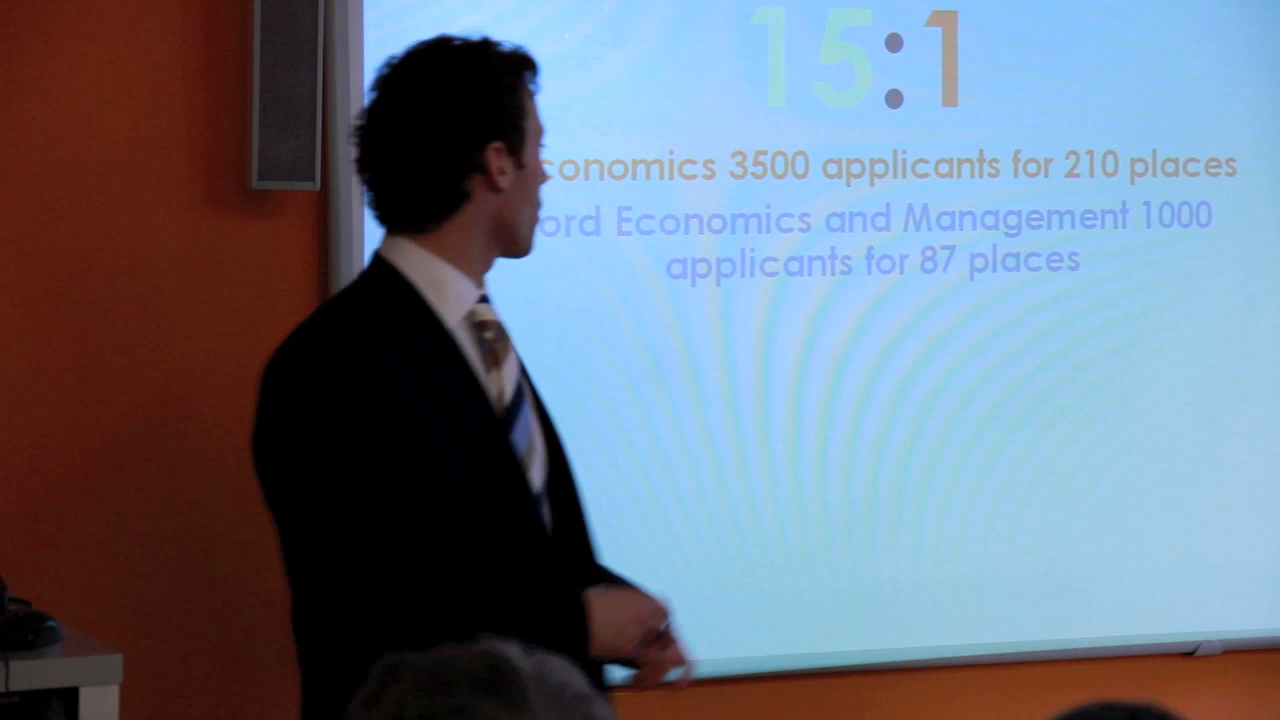 15:1
conomics 3500 applicants for 210 places
ord Economics and Management 1000
applicants for 87 places